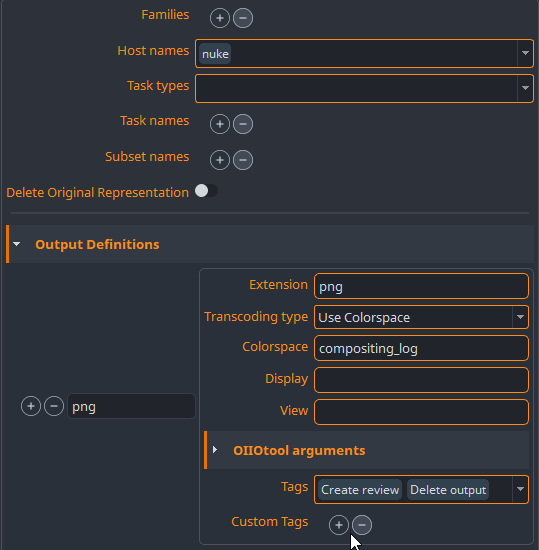 Families
Host names nuke
Task types
Task names
Subset names
Delete Original Representation
Output Definitions
Extension png
Transcoding type Use Colorspace
Colorspace compositing_log
Display
png
View
OIIOtool arguments
Tags Create review Delete output
Custom Tags